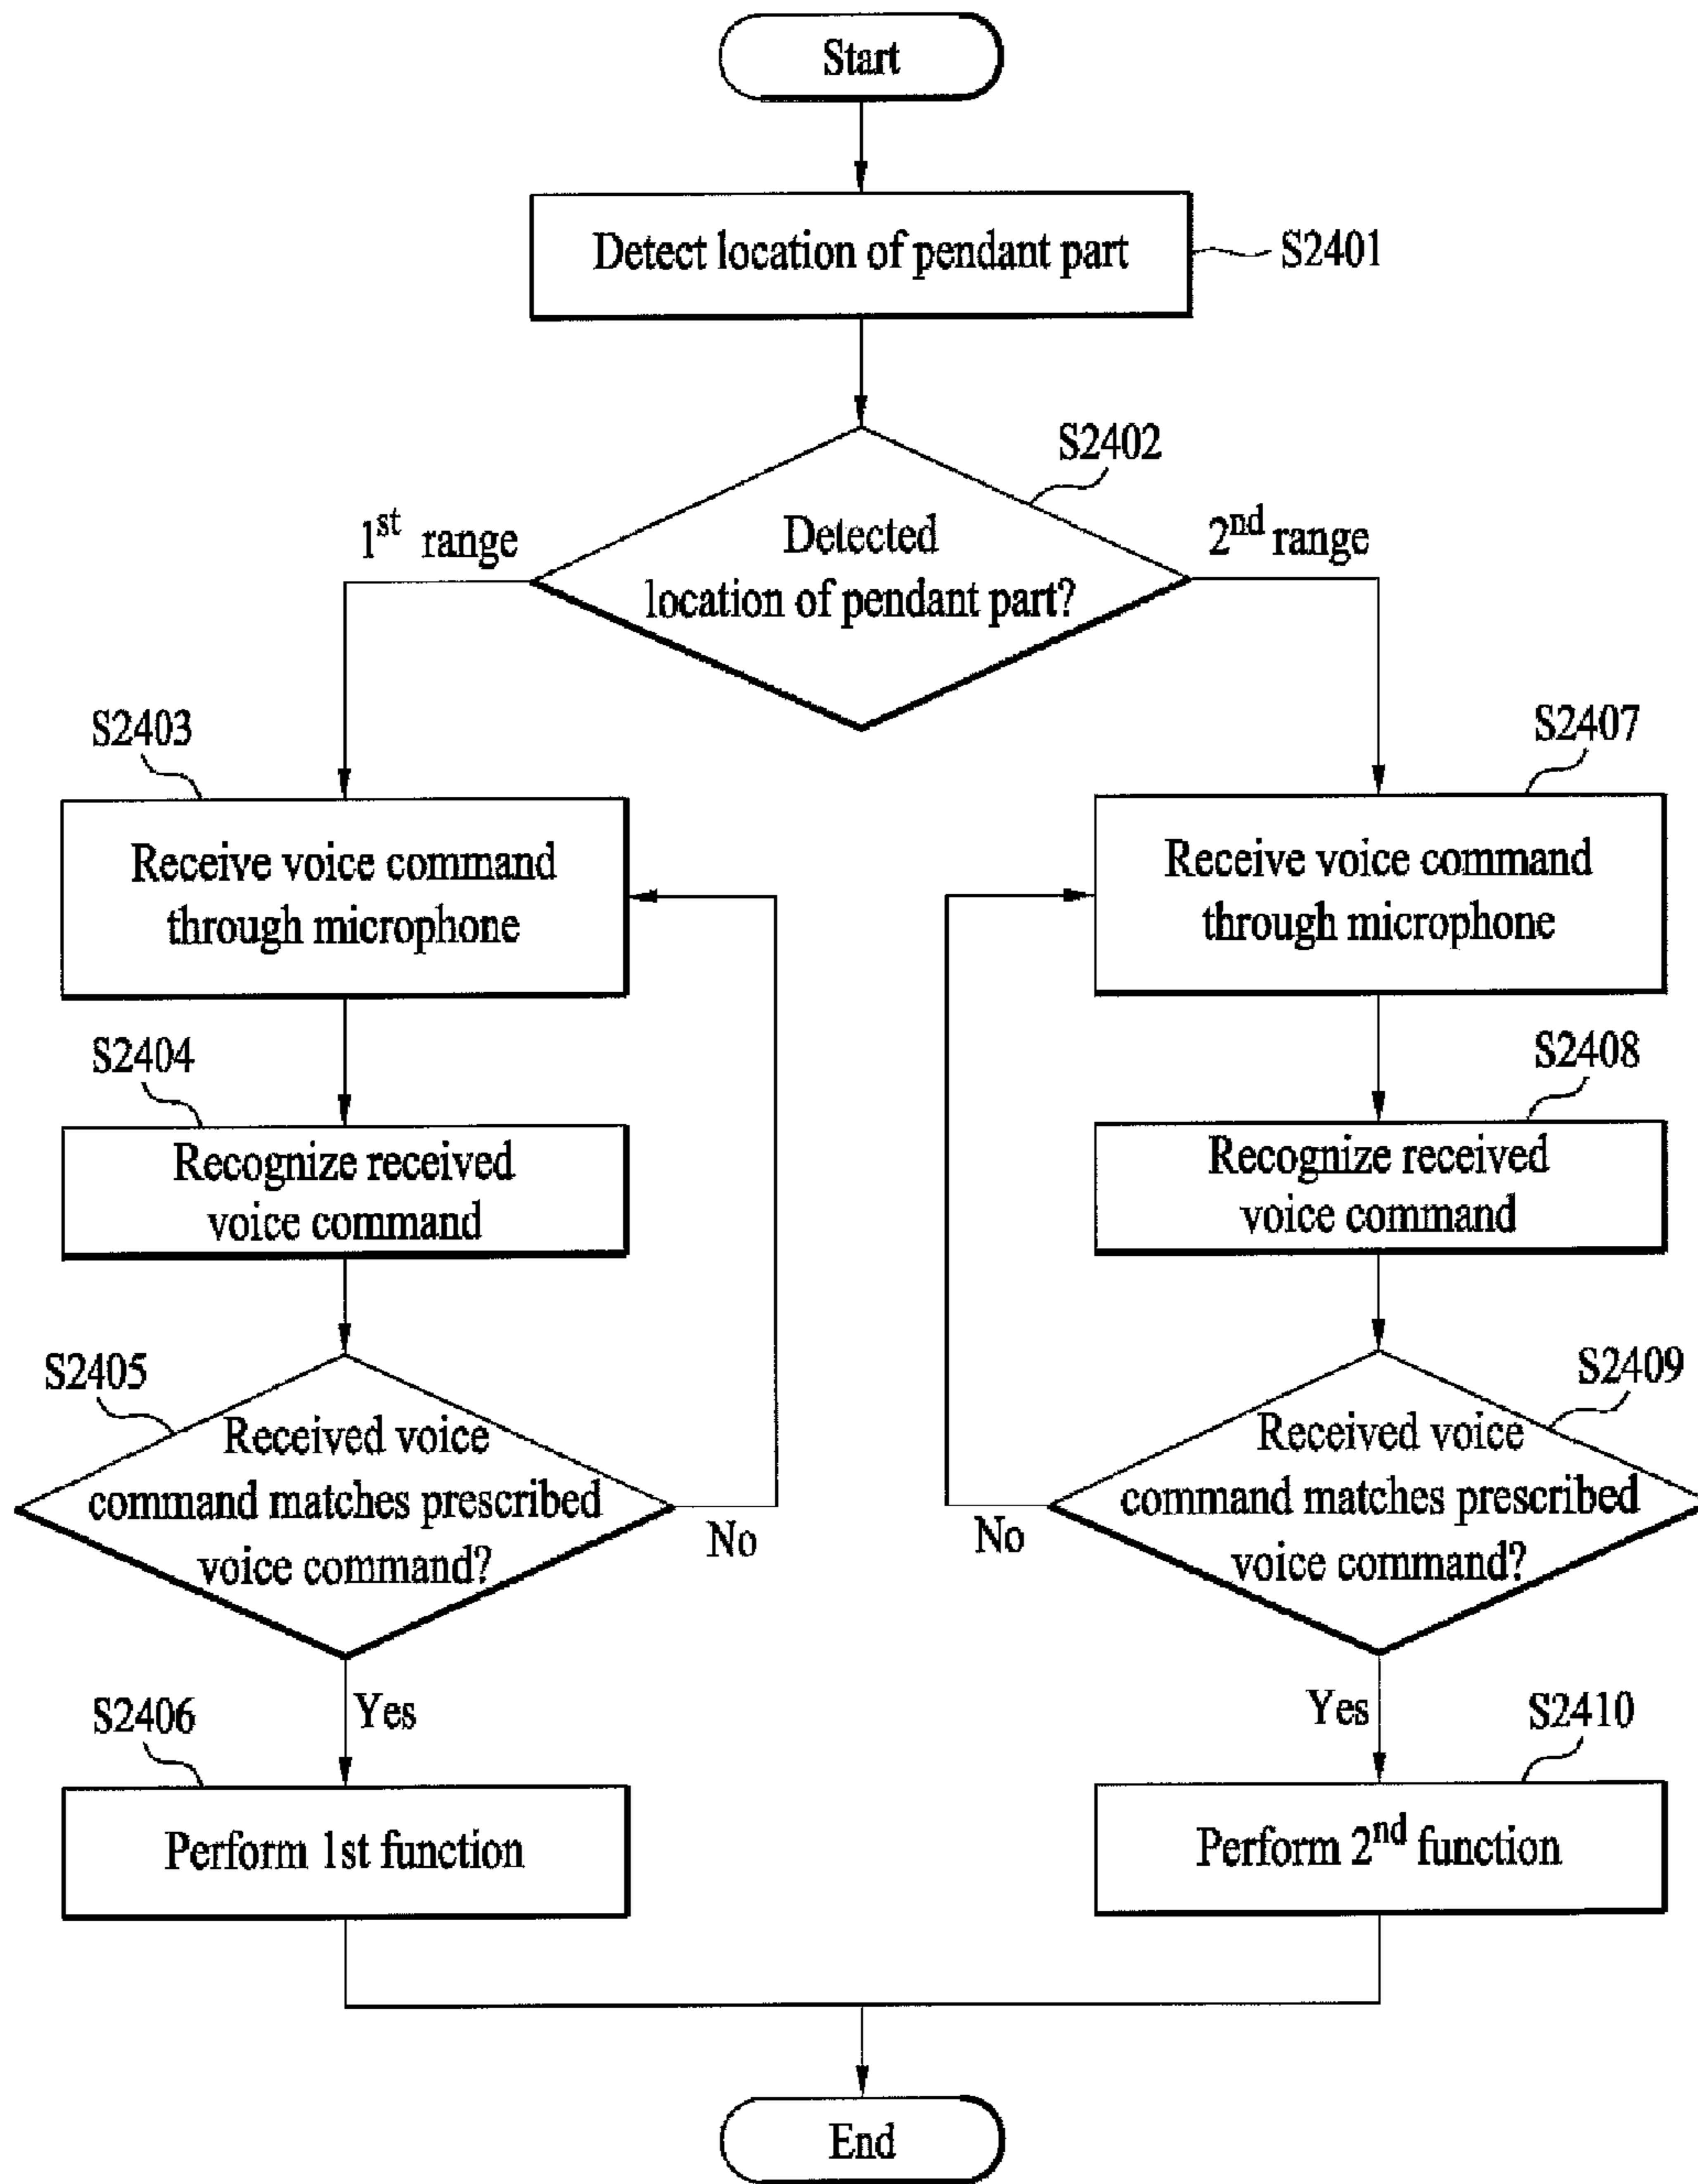 Start
Detect location of pendant part
S2401
S2402
1st range
Detected
location of pendant part?
2nd range
S2403
Receive voice command
through microphone
S2404
Recognize received
voice command
S2405
Received voice
command matches prescribed
voice command?
No
Yes
S2406
Perform 1st function
S2407
Receive voice command
through microphone
S2408
Recognize received
voice command
S2409
Received voice
command matches prescribed
voice command?
No
Yes
S2410
Perform 2nd function
End